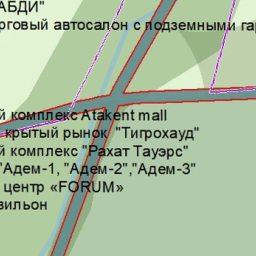 АБДИ"
рговый автосалон с подземными гар
й комплекс Atakent mall
крытый рынок "Тигрохауд"
й комплекс "Рахат Тауэрс"
"Адем-1, "Адем-2","Адем-3"
центр «FORUM»
вильон